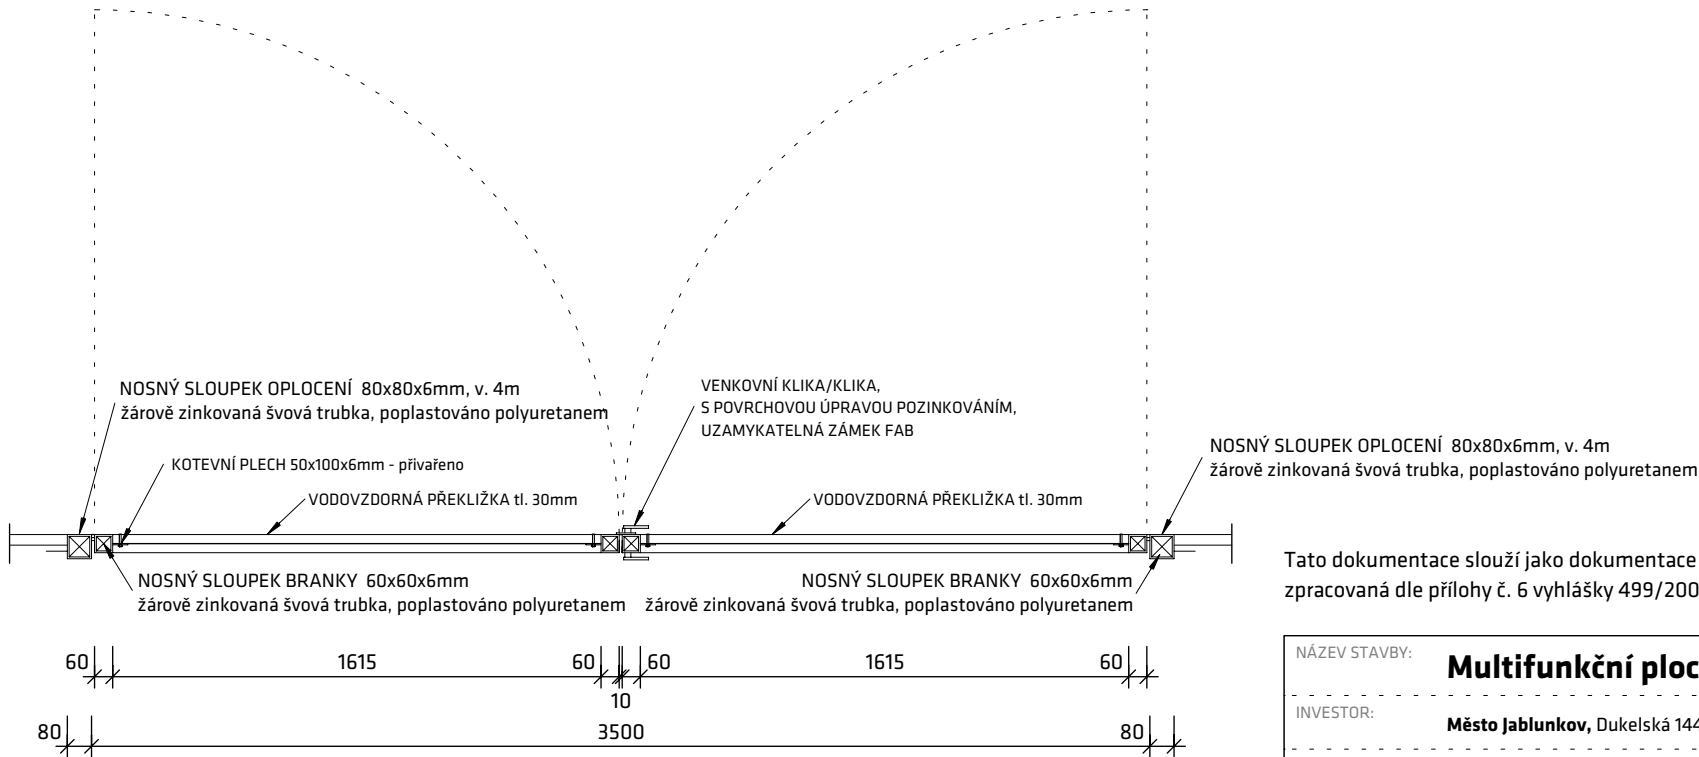 NOSNÝ SLOUPEK OPLOCENÍ 80x80x6mm, v. 4m
žárově zinkovaná švová trubka, poplastováno polyuretanem
VENKOVNÍ KLIKA/KLIKA,
S POVRCHOVOU ÚPRAVOU POZINKOVÁNÍM,
UZAMYKATELNÁ ZÁMEK FAB
NOSNÝ SLOUPEK OPLOCENÍ 80x80x6mm, v. 4m
žárově zinkovaná švová trubka, poplastováno polyuretanem
KOTEVNÍ PLECH 50x100x6mm - přivařeno
VODOVZDORNÁ PŘEKLIŽKA tl. 30mm
VODOVZDORNÁ PŘEKLIŽKA tl. 30mm
NOSNÝ SLOUPEK BRANKY 60x60x6mm
žárově zinkovaná švová trubka, poplastováno polyuretanem
NOSNÝ SLOUPEK BRANKY 60x60x6mm
žárově zinkovaná švová trubka, poplastováno polyuretanem
Tato dokumentace slouží jako dokumentace
zpracovaná dle přílohy č. 6 vyhlášky 499/200
60 1615 60 60 1615 60
10
80 3500 80
NÁZEV STAVBY: Multifunkční ploc
INVESTOR: Město Jablunkov, Dukelská 144